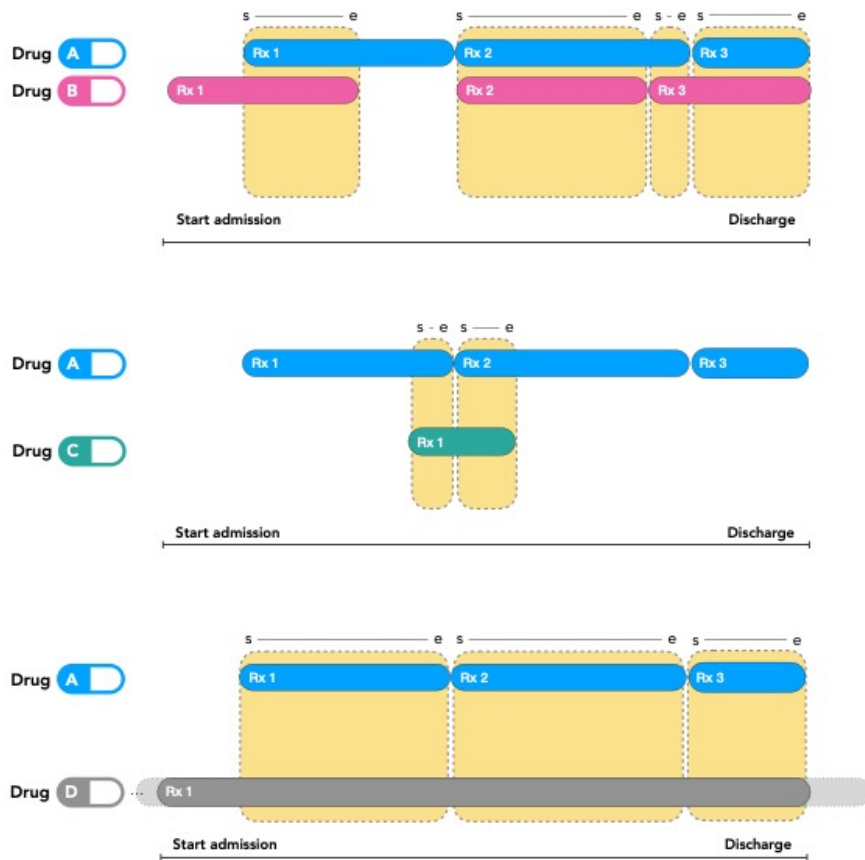 s e s e s - e s e
Drug A Rx 1 Rx 2 Rx 3
Drug B Rx 1 Rx 2 Rx 3
Start admission Discharge
s - e s e
Drug A Rx 1 Rx 2 Rx 3
Drug C Rx 1
Start admission Discharge
s e s e s e
Drug A Rx 1 Rx 2 Rx 3
Drug D ... Rx 1
Start admission Discharge